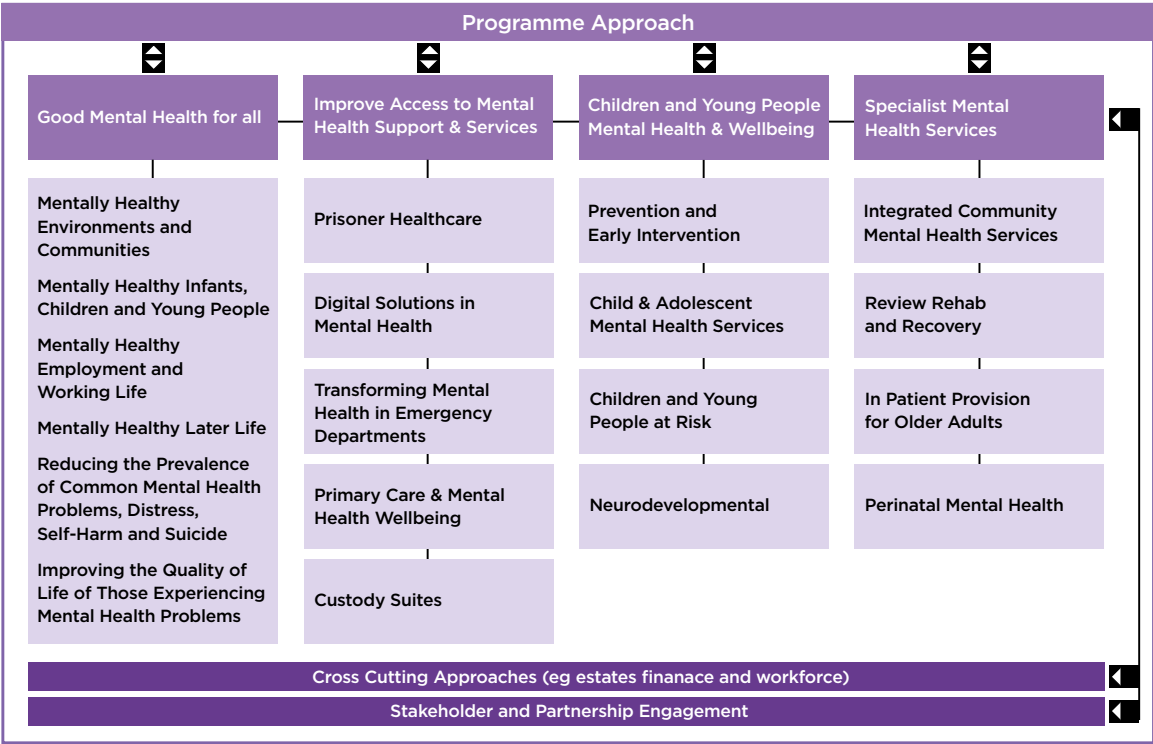 Programme Approach
Good Mental Health for all
Mentally Healthy
Environments and
Communities
Mentally Healthy Infants,
Children and Young People
Mentally Healthy
Employment and
Working Life
Mentally Healthy Later Life
Reducing the Prevalence
of Common Mental Health
Problems, Distress,
Self-Harm and Suicide
Improving the Quality of
Life of Those Experiencing
Mental Health Problems
Improve Access to Mental
Health Support & Services
Prisoner Healthcare
Digital Solutions in
Mental Health
Transforming Mental
Health in Emergency
Departments
Primary Care & Mental
Health Wellbeing
Custody Suites
Children and Young People
Mental Health & Wellbeing
Prevention and
Early Intervention
Child & Adolescent
Mental Health Services
Children and Young
People at Risk
Neurodevelopmental
Specialist Mental
Health Services
Integrated Community
Mental Health Services
Review Rehab
and Recovery
In Patient Provision
for Older Adults
Perinatal Mental Health
Cross Cutting Approaches (eg estates finanace and workforce)
Stakeholder and Partnership Engagement